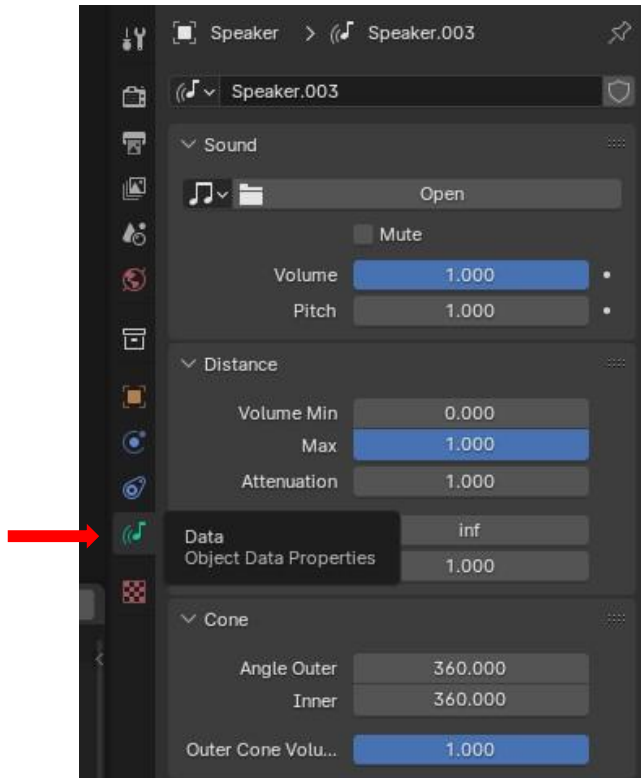 Speaker > Speaker.003
Speaker.003
Sound
Open
Mute
Volume 1.000
Pitch 1.000
Distance
Volume Min 0.000
Max 1.000
Attenuation 1.000
Data inf
Object Data Properties 1.000
Cone
Angle Outer 360.000
Inner 360.000
Outer Cone Volu... 1.000